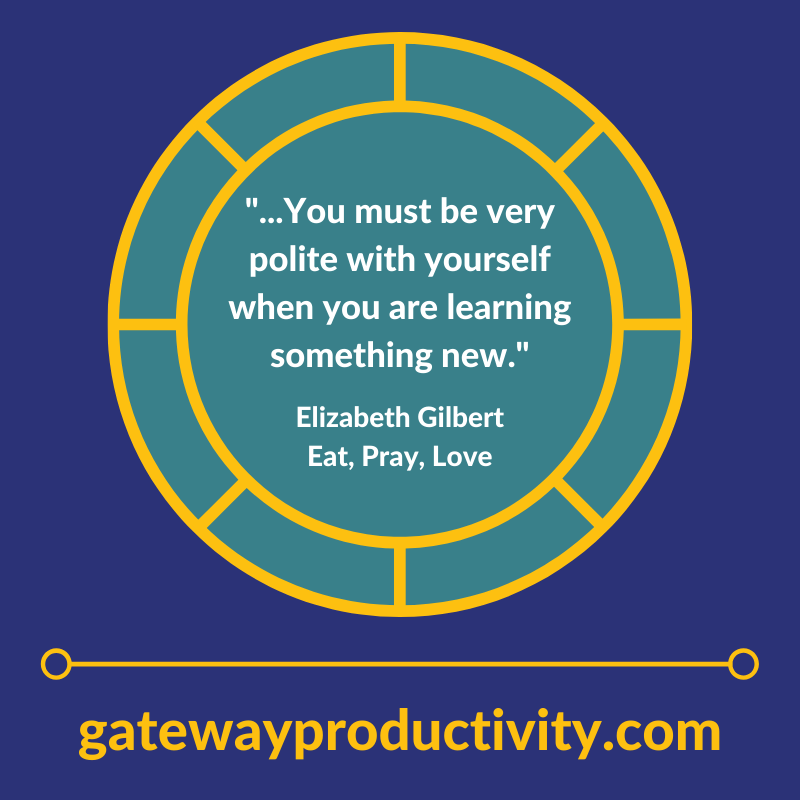 "...You must be very
polite with yourself
when you are learning
something new."
Elizabeth Gilbert
Eat, Pray, Love
gatewayproductivity.com